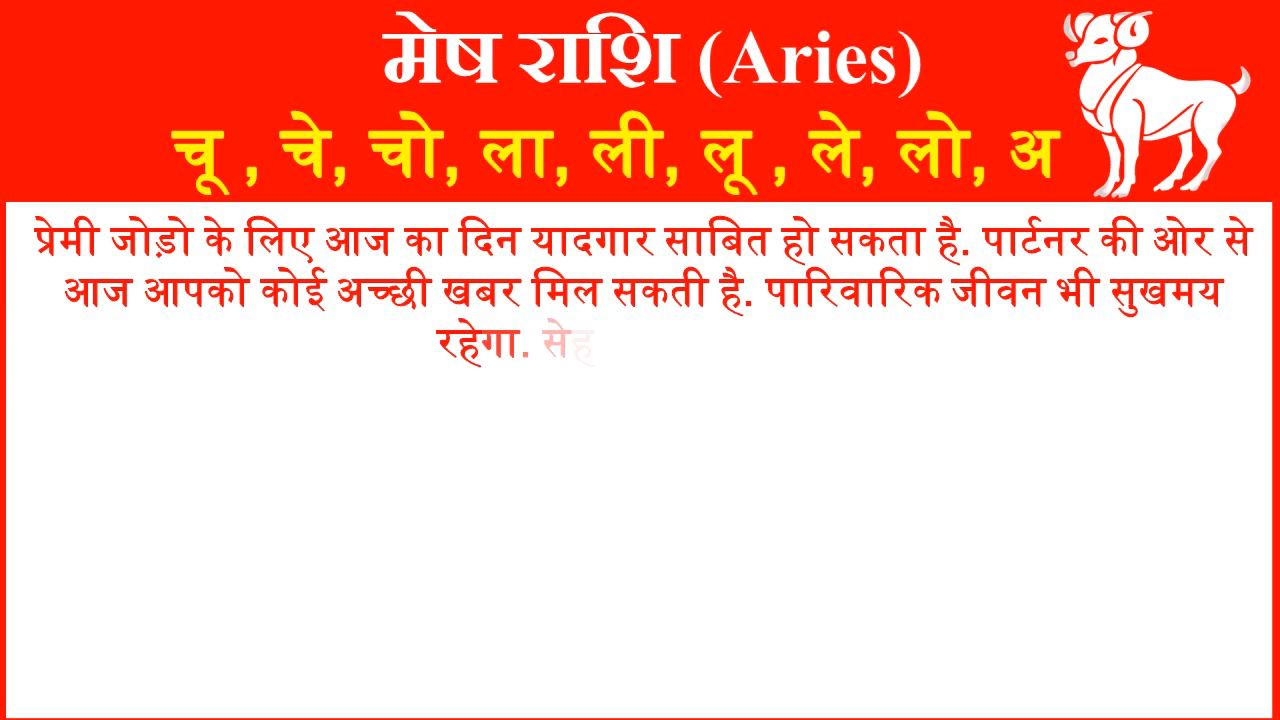 मेष राशि (Aries)
चू , चे, चो, ला, ली, लू , ले, लो, अ
प्रेमी जोड़ो के लिए आज का दिन यादगार साबित हो सकता है. पार्टनर की ओर से
आज आपको कोई अच्छी खबर मिल सकती है. पारिवारिक जीवन भी सुखमय
रहेगा. सेह